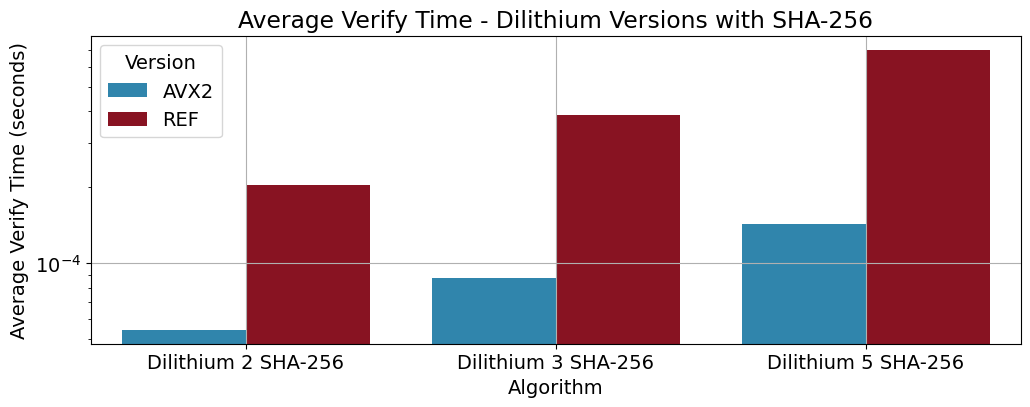 Average Verify Time - Dilithium Versions with SHA-256
Average Verify Time (seconds)
Version
AVX2
REF
10⁻⁴
Dilithium 2 SHA-256
Dilithium 3 SHA-256
Dilithium 5 SHA-256
Algorithm